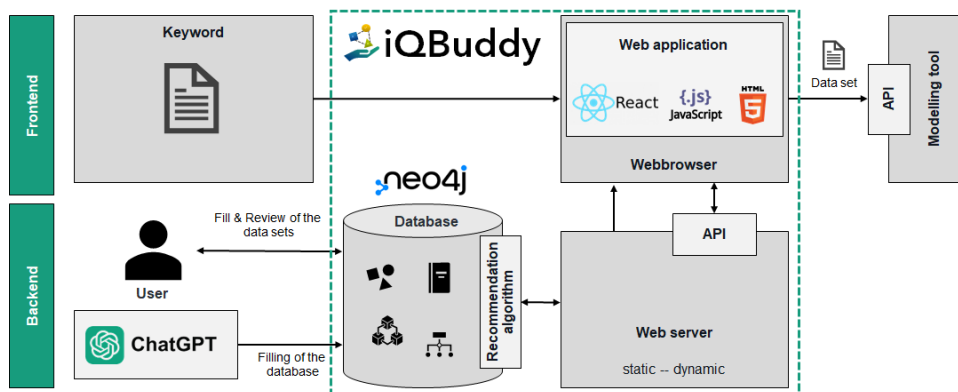 Frontend
Keyword
iQBuddy
Web application
React
{.js}
JavaScript
HTML
5
Webbrowser
Data set
API
Modelling tool
Backend
Fill & Review of the
data sets
User
ChatGPT
Filling of the
database
neo4j
Database
Recommendation
algorithm
API
Web server
static -- dynamic